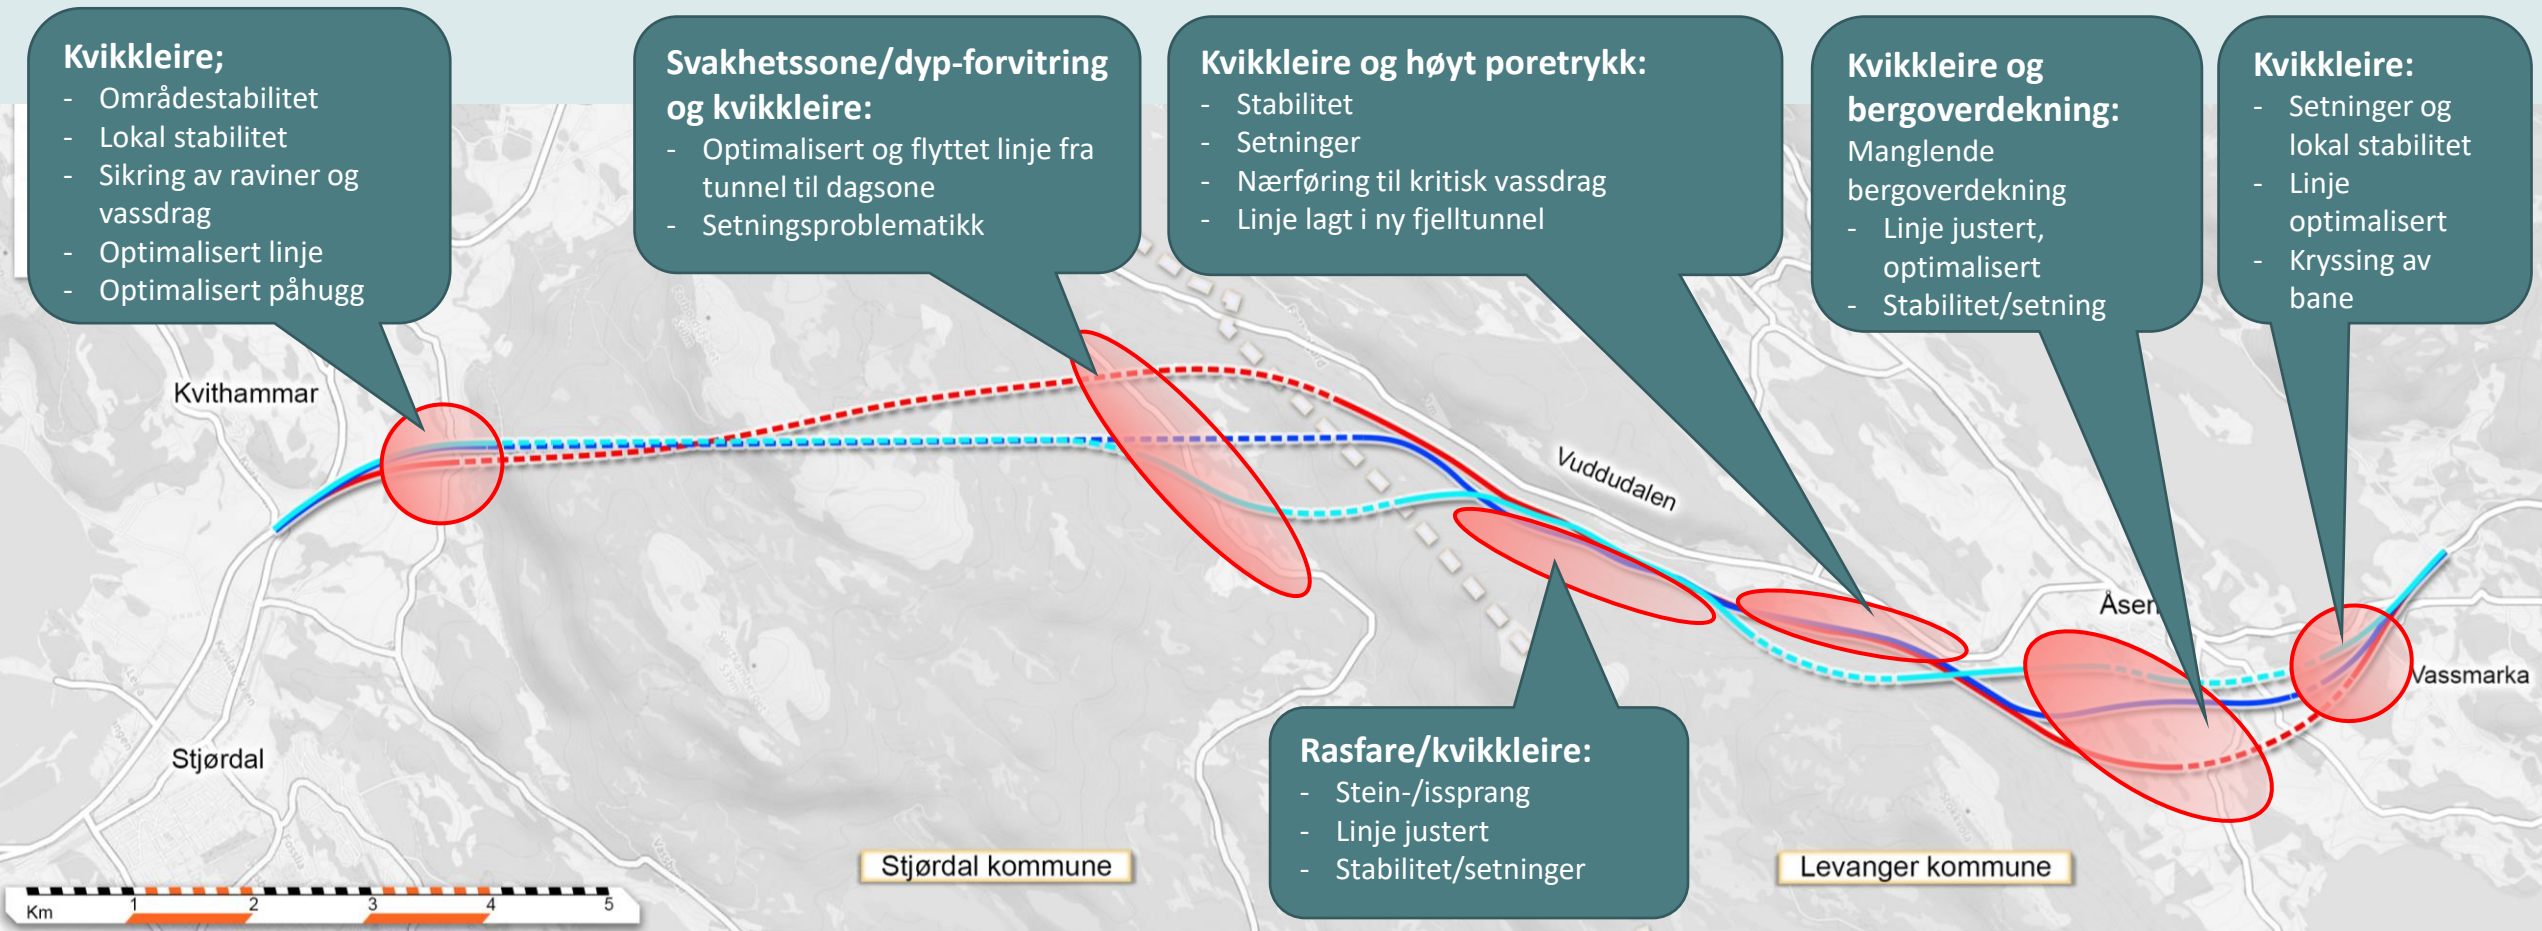 Kvikkleire;
- Områdestabilitet
- Lokal stabilitet
- Sikring av raviner og
vassdrag
- Optimalisert linje
- Optimalisert påhugg
Svakhetssone/dyp-forvitring
og kvikkleire:
- Optimalisert og flyttet linje fra
tunnel til dagsone
- Setningsproblematikk
Kvikkleire og høyt poretrykk:
- Stabilitet
- Setninger
- Nærføring til kritisk vassdrag
- Linje lagt i ny fjelltunnel
Kvikkleire og
bergoverdekning:
Manglende
bergoverdekning
- Linje justert,
optimalisert
- Stabilitet/setning
Kvikkleire:
- Setninger og
lokal stabilitet
- Linje
optimalisert
- Kryssing av
bane
Kvithammar
Vuddudalen
Åsen
Vassmarka
Stjørdal
Rasfare/kvikkleire:
- Stein-/issprang
- Linje justert
- Stabilitet/setninger
Stjørdal kommune
Levanger kommune
Km 1 2 3 4 5